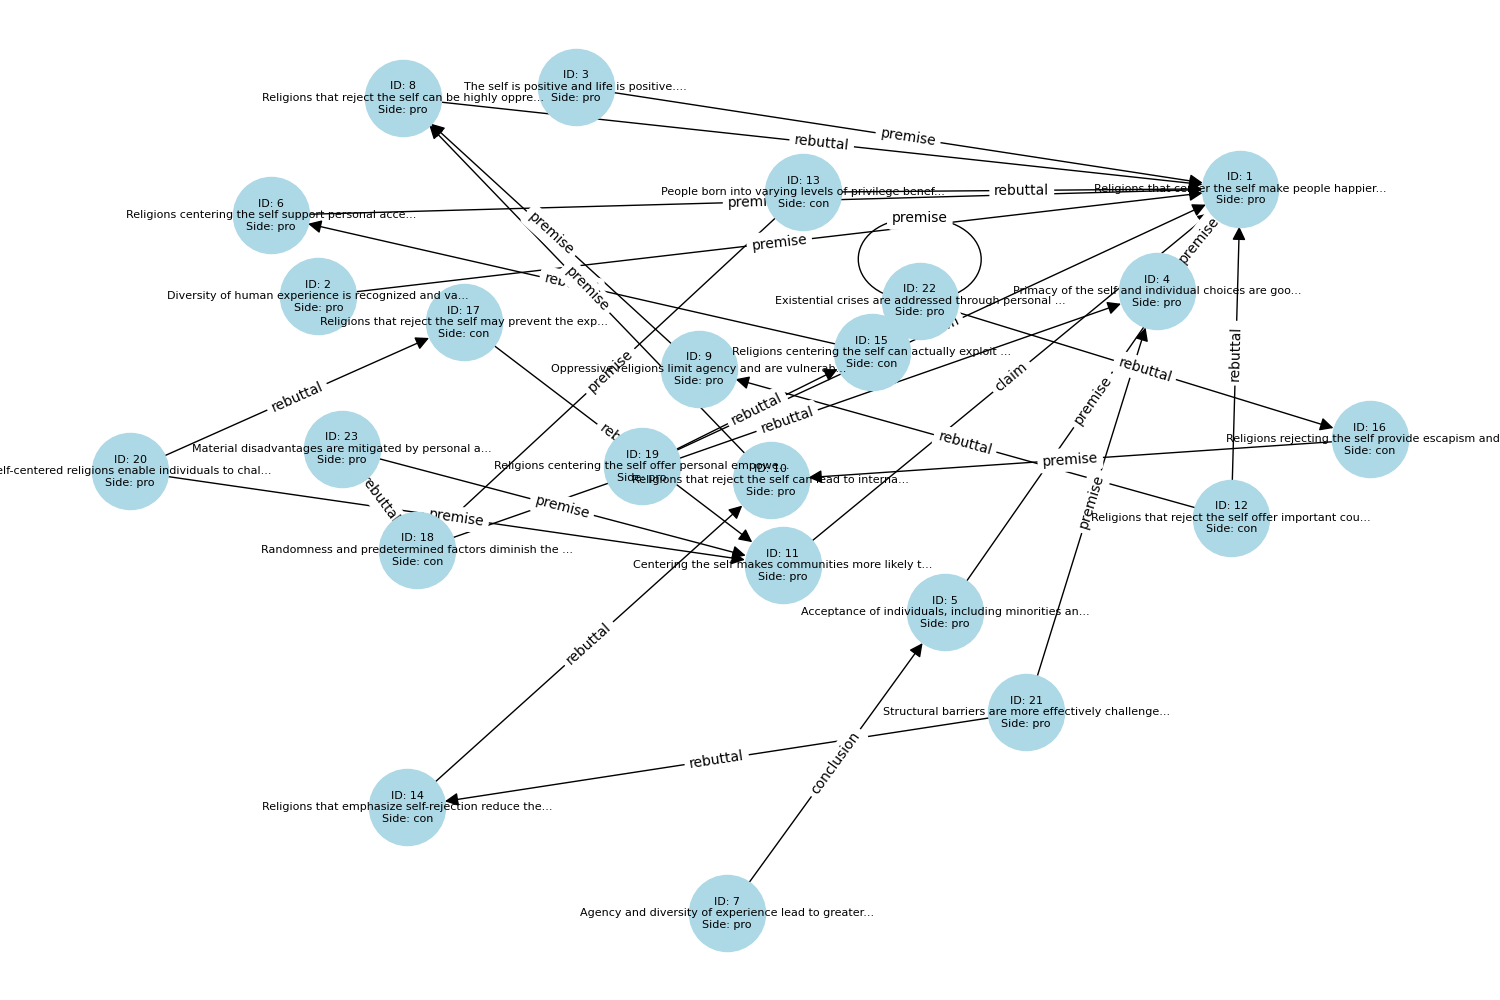 ID: 3
The self is positive and life is positive....
Side: pro
ID: 8
Religions that reject the self can be highly oppre...
Side: pro
premise
rebuttal
ID: 1
Religions that center the self make people happier...
Side: pro
ID: 13
People born into varying levels of privilege benef...
Side: con
rebuttal
ID: 6
Religions centering the self support personal acce...
Side: pro
premise
premise
premise
premise
premise
ID: 2
Diversity of human experience is recognized and va...
Side: pro
premise
ID: 4
Primacy of the self and individual choices are goo...
Side: pro
ID: 22
Existential crises are addressed through personal ...
Side: pro
ID: 17
Religions that reject the self may prevent the exp...
Side: con
ID: 15
Religions centering the self can actually exploit ...
Side: con
ID: 9
Oppressive religions limit agency and are vulnerab...
Side: pro
premise
rebuttal
claim
rebuttal
rebuttal
rebuttal
premise
ID: 16
Religions rejecting the self provide escapism and
Side: con
ID: 23
Material disadvantages are mitigated by personal a...
Side: pro
rebuttal
rebuttal
ID: 20
elf-centered religions enable individuals to chal...
Side: pro
ID: 19
Religions centering the self offer personal empowe...
Side: pro
ID: 10
Religions that reject the self can lead to interna...
Side: pro
premise
rebuttal
premise
premise
premise
ID: 12
Religions that reject the self offer important cou...
Side: con
ID: 18
Randomness and predetermined factors diminish the ...
Side: con
ID: 11
Centering the self makes communities more likely t...
Side: pro
ID: 5
Acceptance of individuals, including minorities an...
Side: pro
rebuttal
ID: 21
Structural barriers are more effectively challenge...
Side: pro
rebuttal
conclusion
ID: 14
Religions that emphasize self-rejection reduce the...
Side: con
ID: 7
Agency and diversity of experience lead to greater...
Side: pro